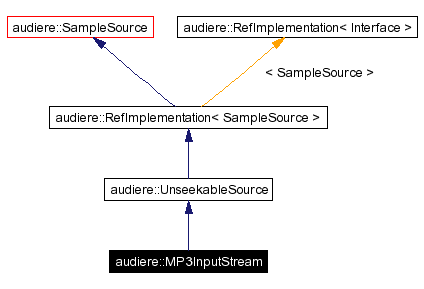 audiere::SampleSource
audiere::RefImplementation< Interface >
< SampleSource >
audiere::RefImplementation< SampleSource >
audiere::UnseekableSource
audiere::MP3InputStream